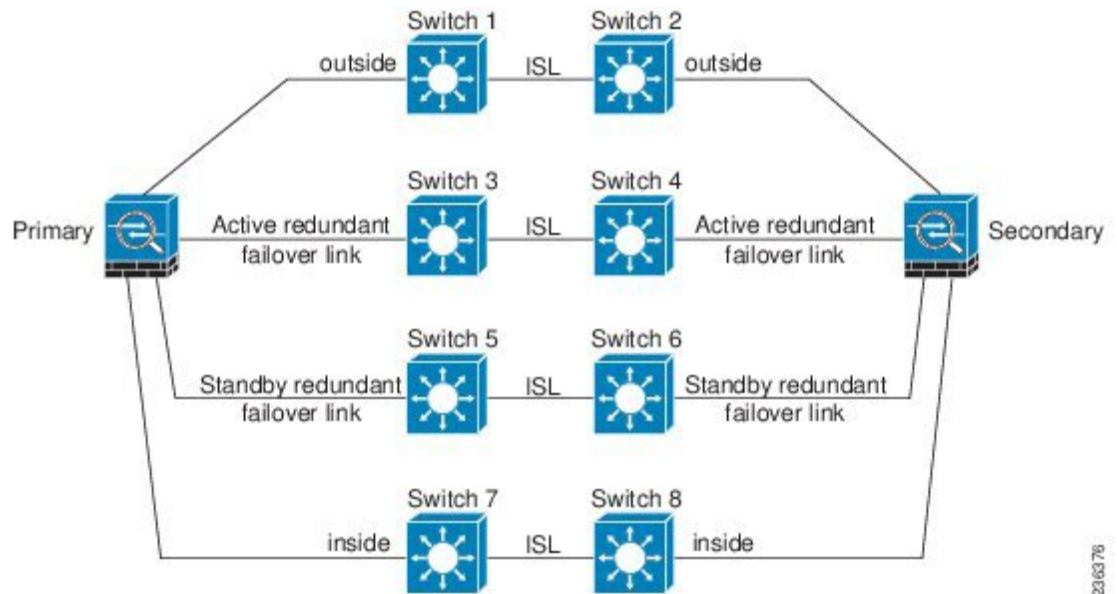 Switch 1
Switch 2
outside
ISL
outside
Switch 3
Switch 4
Primary
Active redundant
failover link
ISL
Active redundant
failover link
Secondary
Switch 5
Switch 6
Standby redundant
failover link
ISL
Standby redundant
failover link
Switch 7
Switch 8
inside
ISL
inside
236376